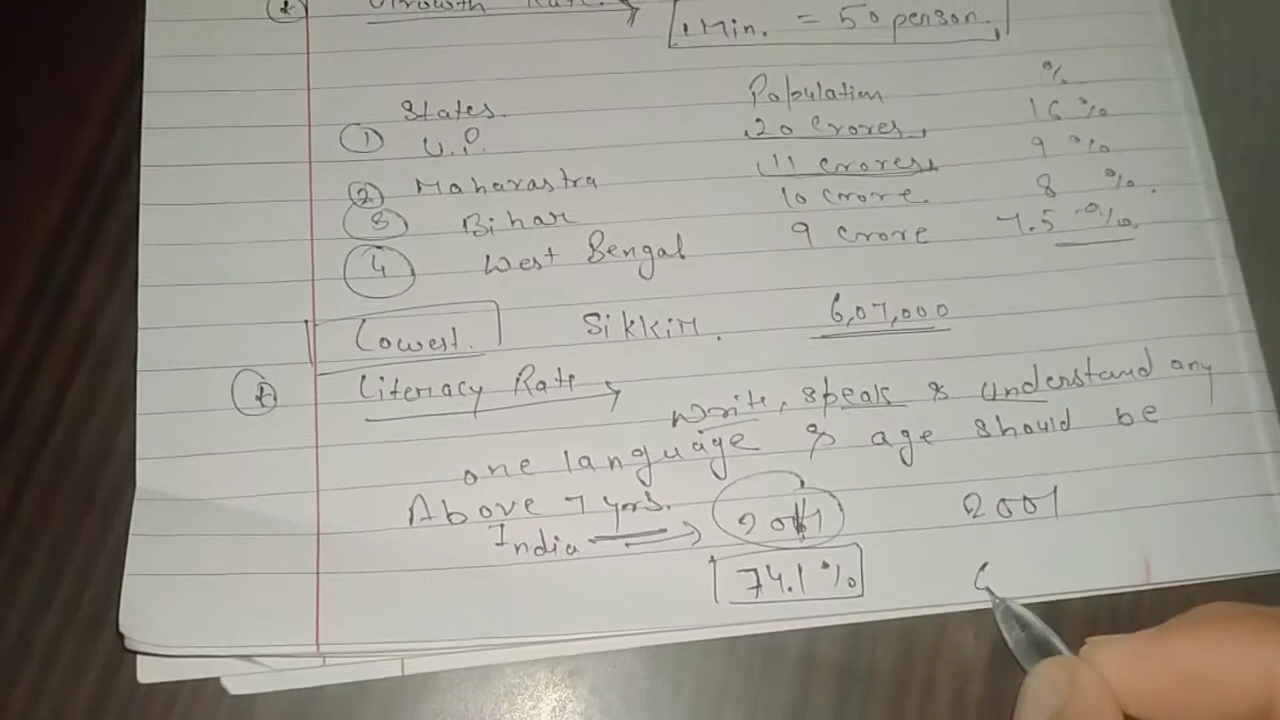 * Growth Rate.
Min. = 50 person.
States. Population %
① U.P. 20 crores, 16 %
② Maharastra 11 crores, 9 %
③ Bihar 10 crore 8 %.
④ West Bengal 9 crore 7.5 %.
Lowest. Sikkim. 6,07,000
* Literacy Rate → Write, speak & Understand any
one language & age should be
Above 7 yrs.
India → 2011 2001
74.1 %